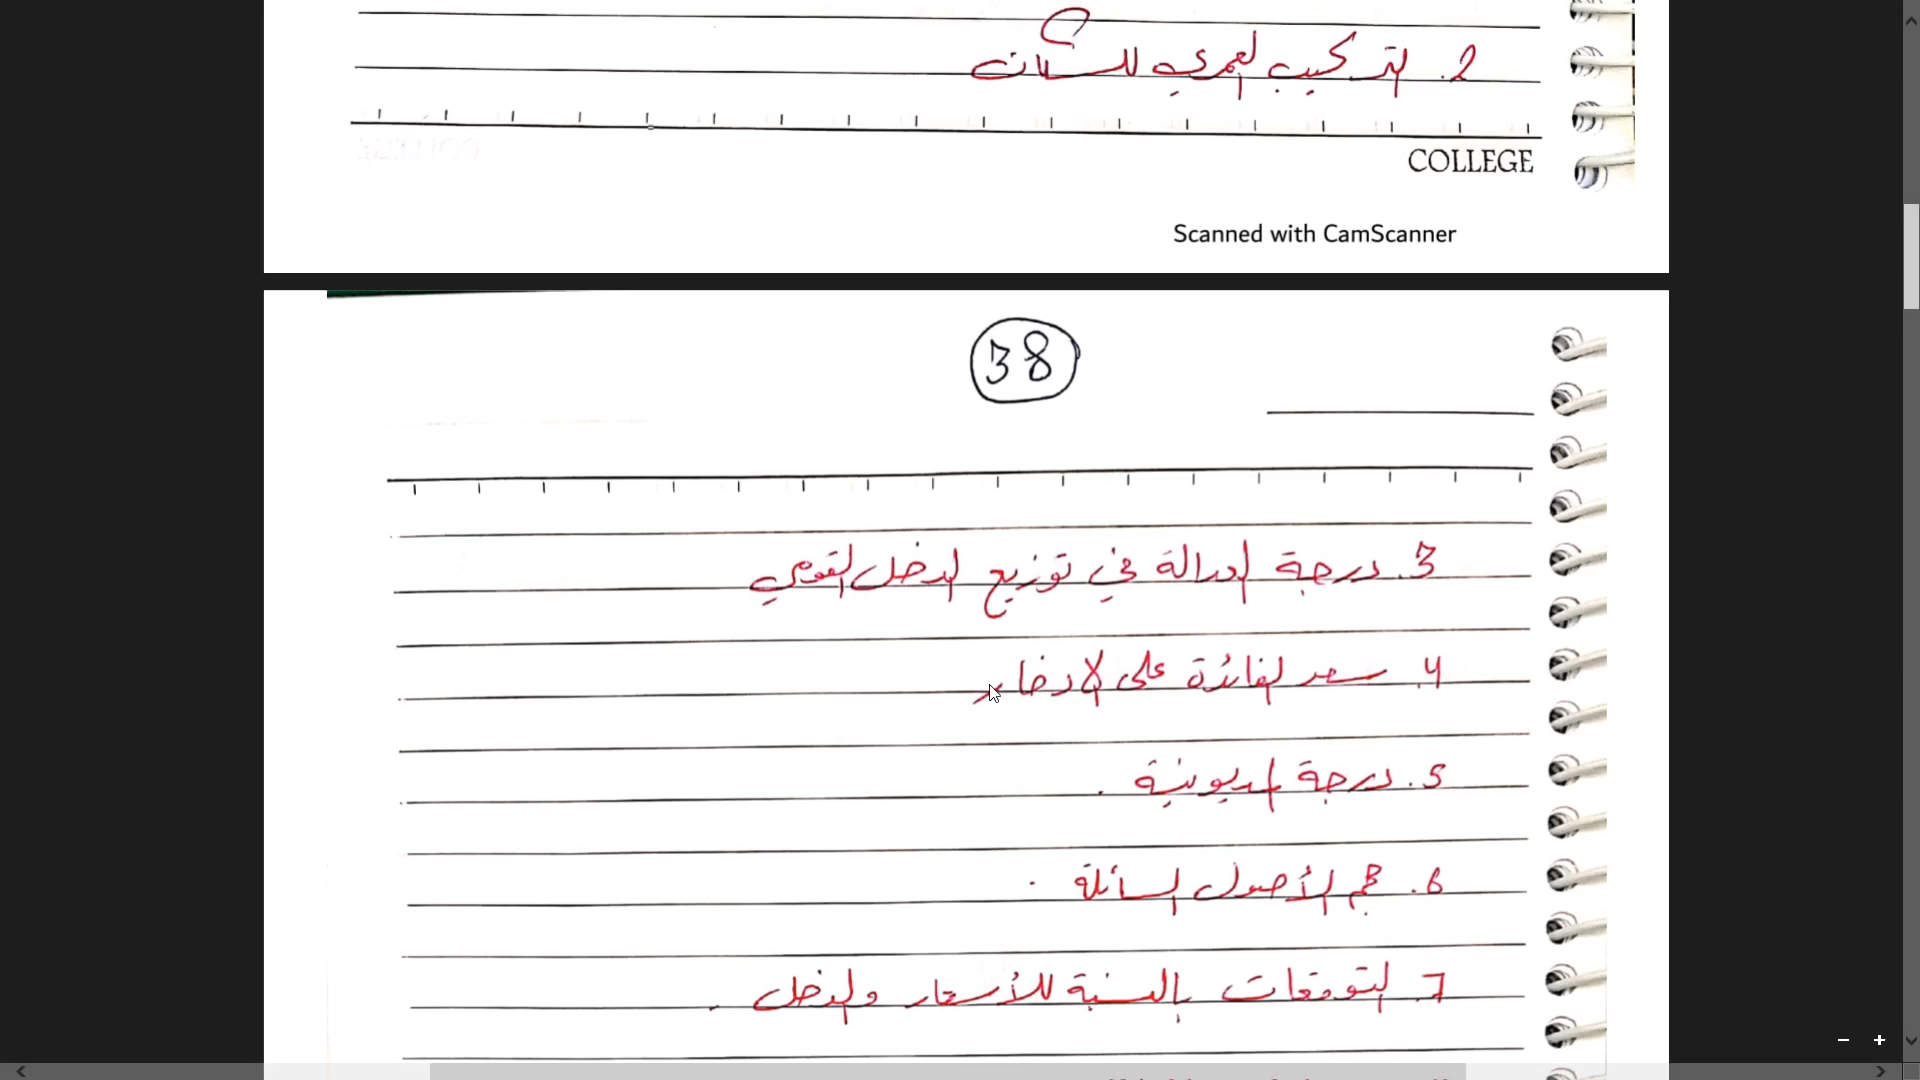 2. التركيب العمري للسكان
COLLEGE
Scanned with CamScanner
38
3. درجة العدالة في توزيع الدخل القومي
4. سعر الفائدة على الادخار
5. درجة المديونية .
6. حجم الأصول السائلة .
7. التوقعات بالنسبة للأسعار والدخل .